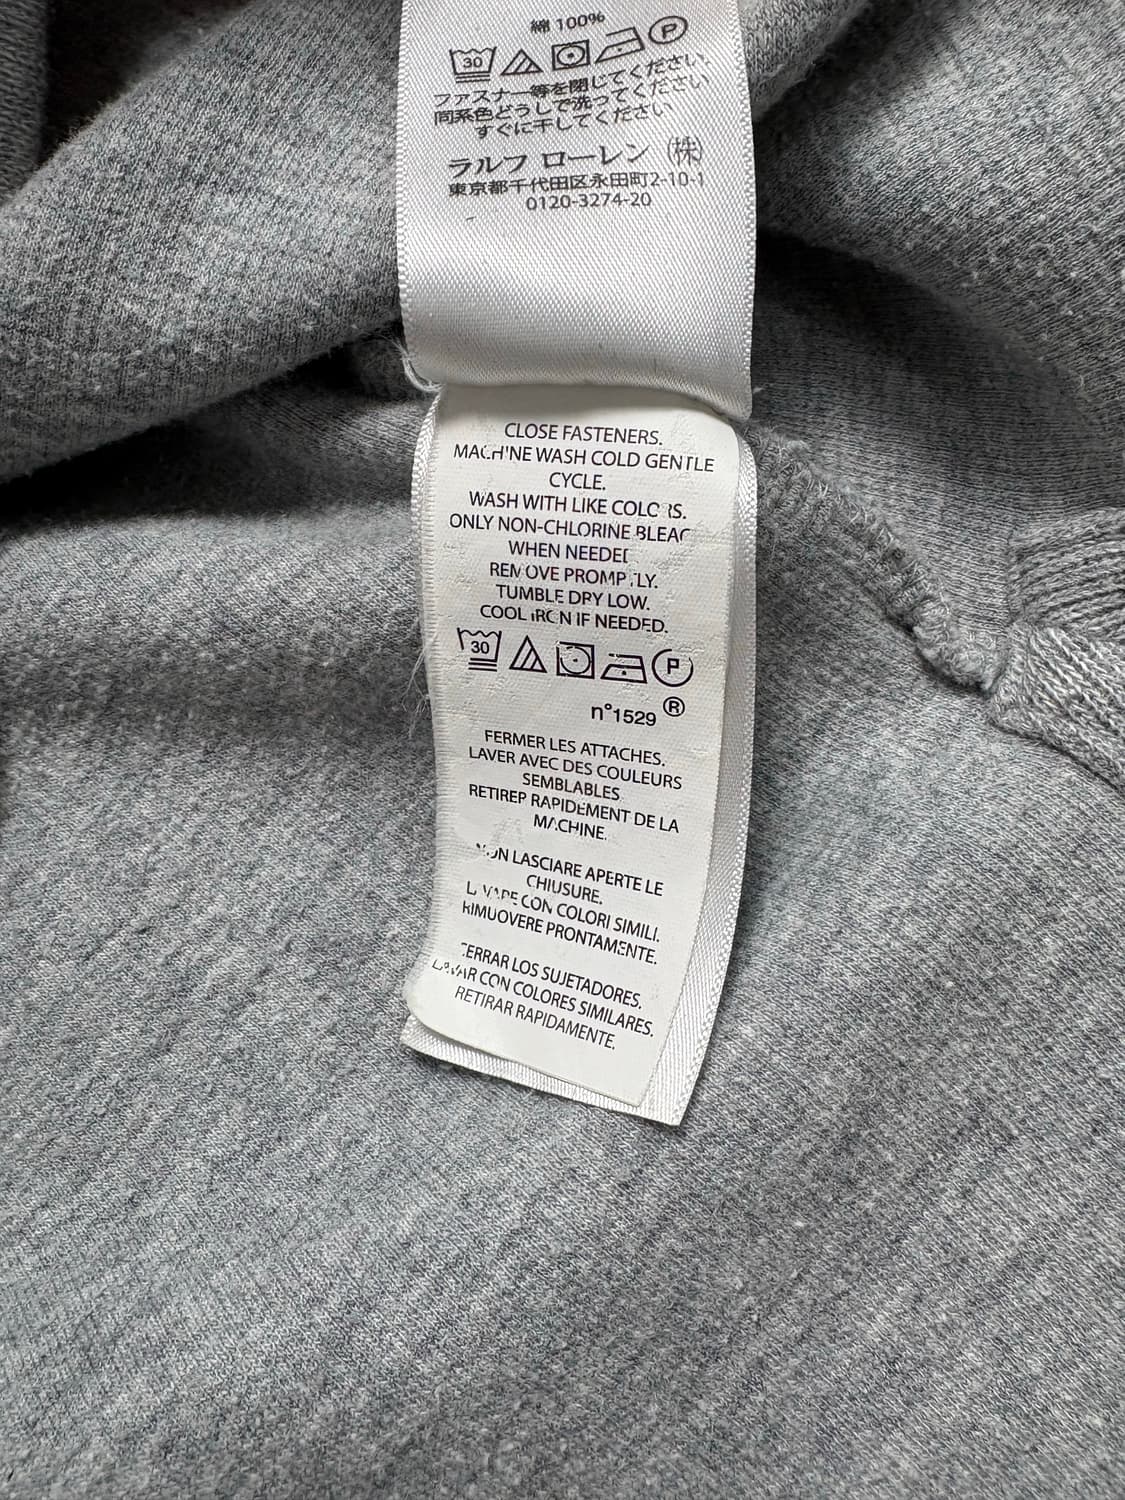 綿 100%
30
P
ファスナー等を閉じてください。
同系色どうしで洗ってください
すぐに干してください
ラルフ ローレン (株)
東京都千代田区永田町2-10-1
0120-3274-20
CLOSE FASTENERS.
MACHINE WASH COLD GENTLE
CYCLE.
WASH WITH LIKE COLORS.
ONLY NON-CHLORINE BLEAC
WHEN NEEDED
REMOVE PROMPTLY.
TUMBLE DRY LOW.
COOL IRON IF NEEDED.
30
P
n°1529 ®
FERMER LES ATTACHES.
LAVER AVEC DES COULEURS
SEMBLABLES
RETIRER RAPIDEMENT DE LA
MACHINE.
NON LASCIARE APERTE LE
CHIUSURE.
LAVARE CON COLORI SIMILI.
RIMUOVERE PRONTAMENTE.
CERRAR LOS SUJETADORES.
LAVAR CON COLORES SIMILARES.
RETIRAR RAPIDAMENTE.